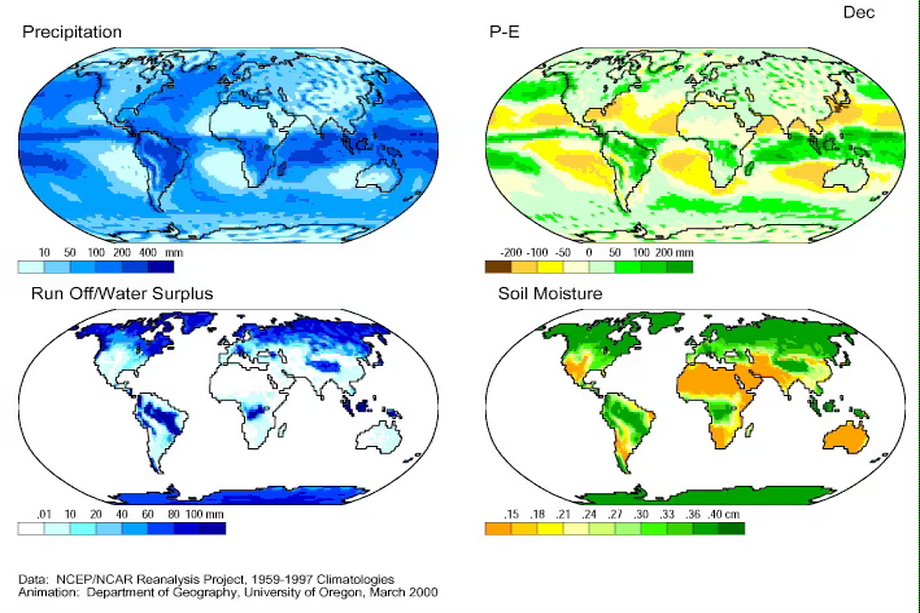 Dec
Precipitation
P-E
10 50 100 200 400 mm
-200 -100 -50 0 50 100 200 mm
Run Off/Water Surplus
Soil Moisture
.01 10 20 40 60 80 100 mm
.15 .18 .21 .24 .27 .30 .33 .36 .40 cm
Data: NCEP/NCAR Reanalysis Project, 1959-1997 Climatologies
Animation: Department of Geography, University of Oregon, March 2000